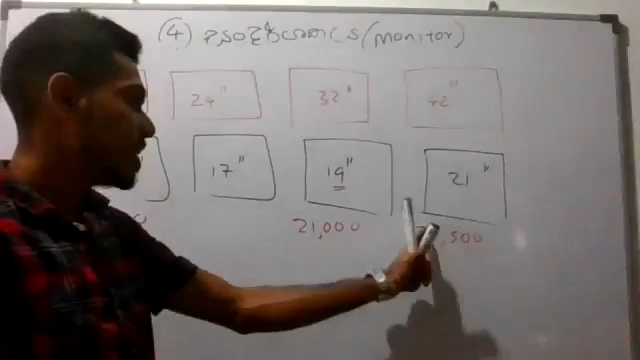 (4) (monitor)
24" 32" 42"
17" 19" 21"
21,000 ,500